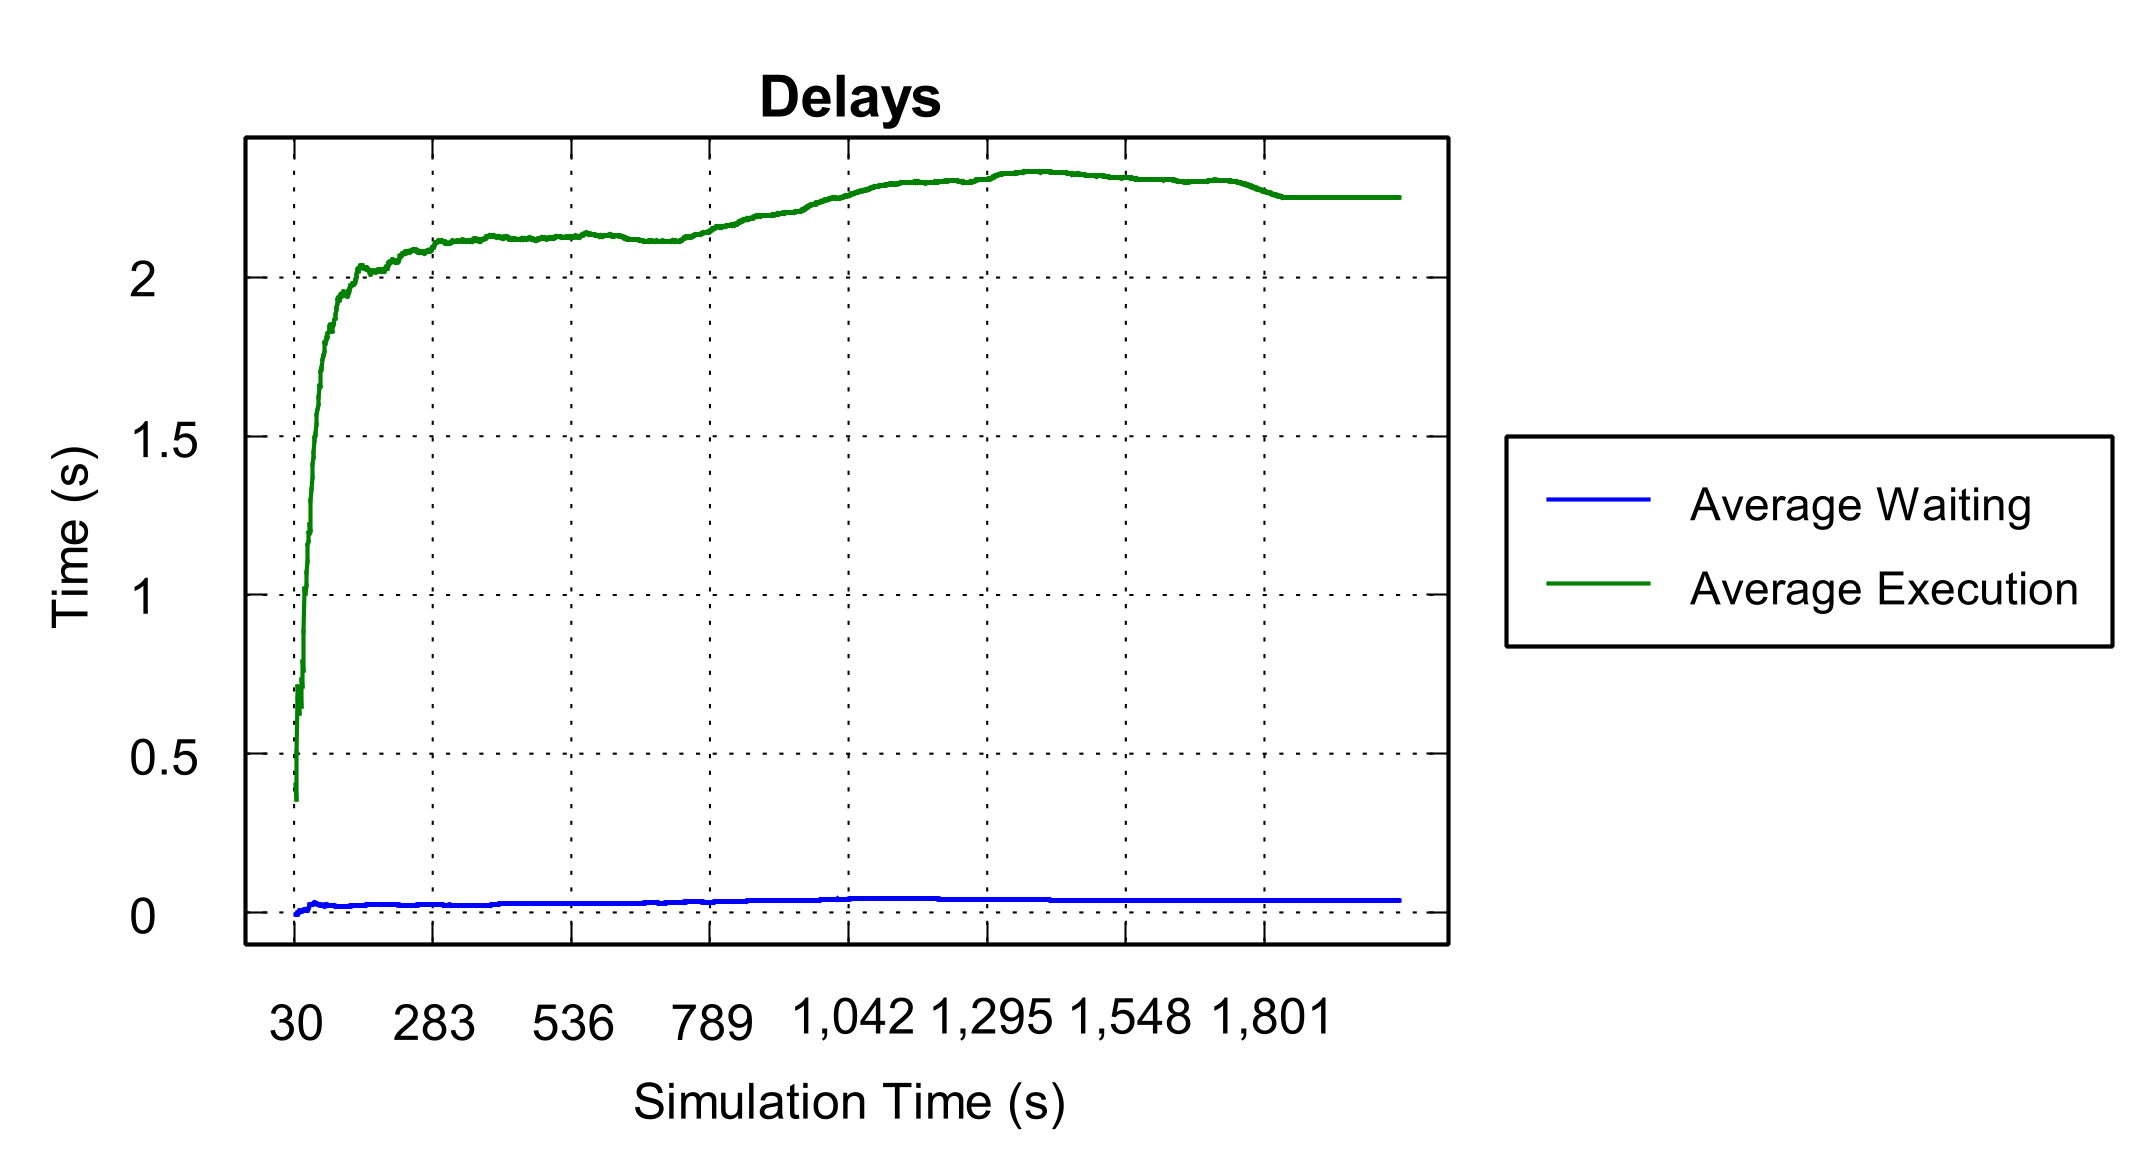 Delays
2
1.5
1
0.5
0
Time (s)
30 283 536 789 1,042 1,295 1,548 1,801
Simulation Time (s)
Average Waiting
Average Execution